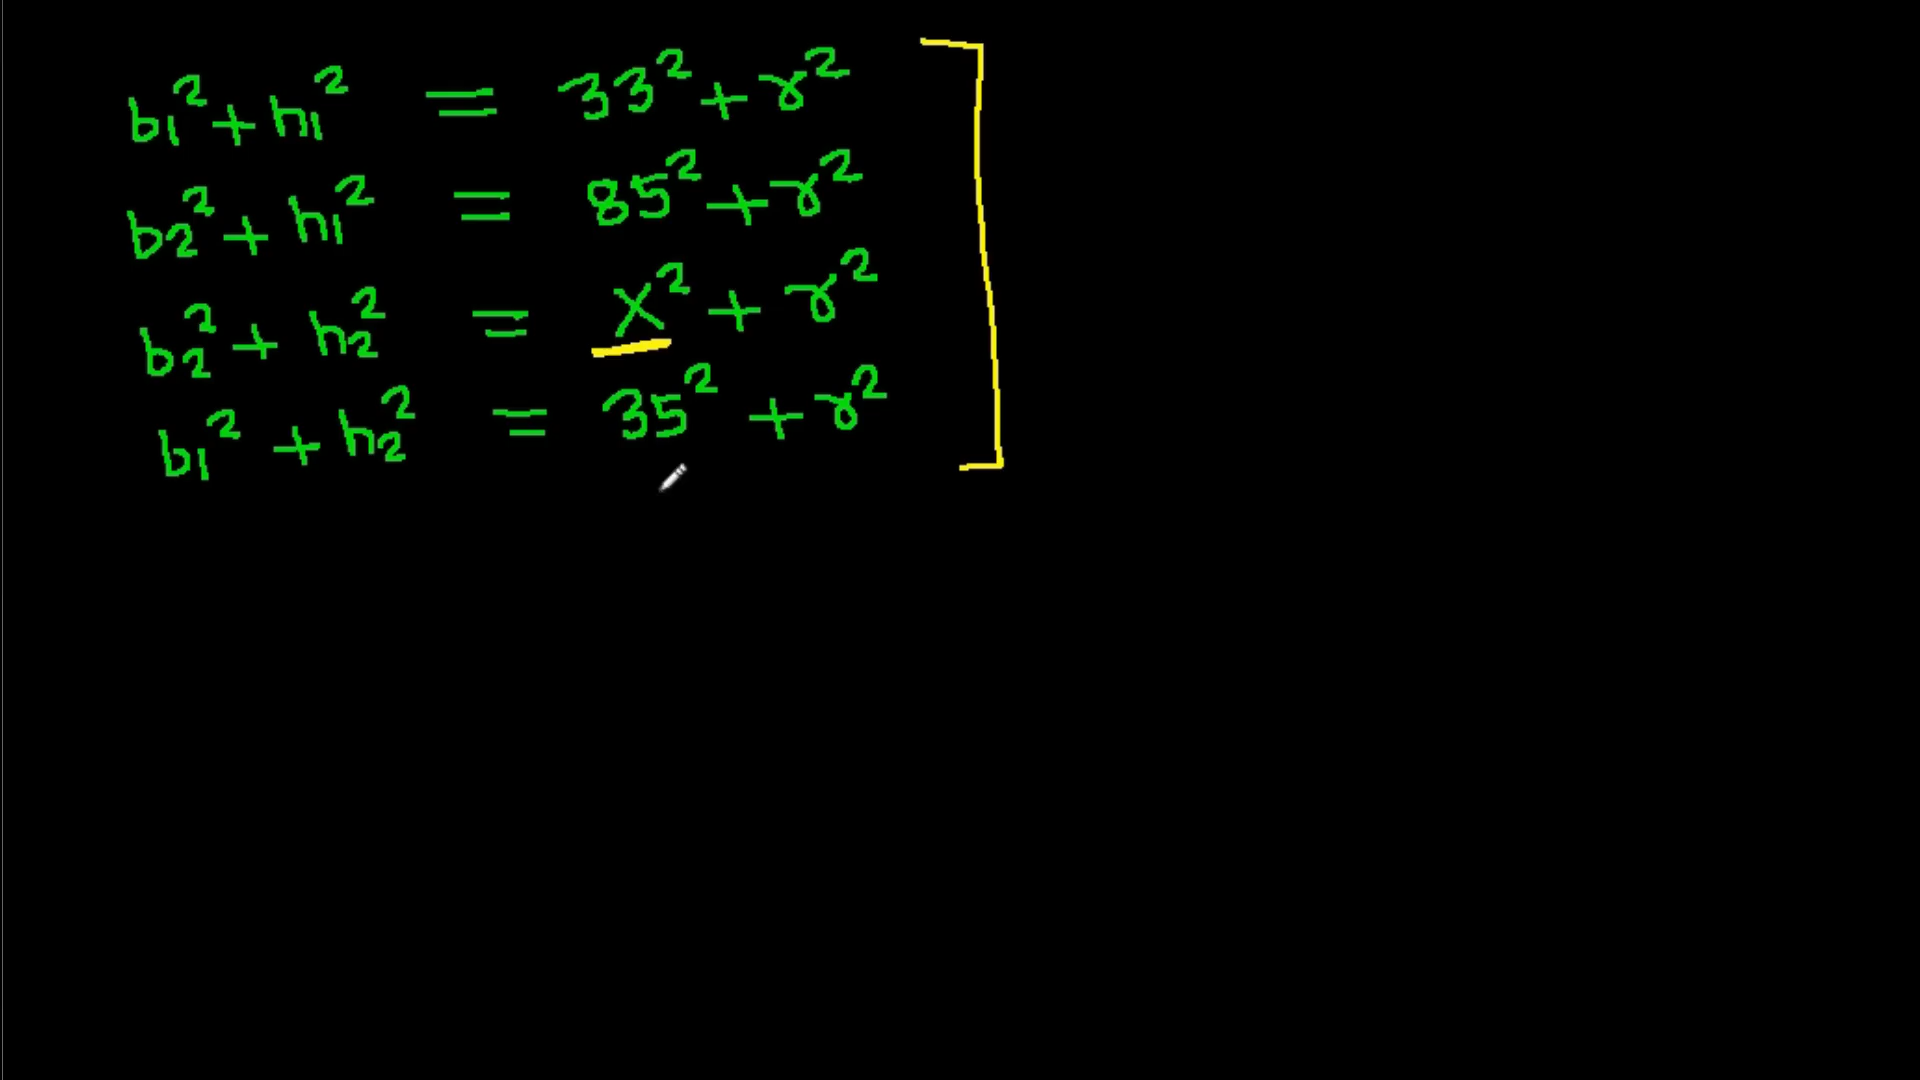 b1² + h1² = 33² + r²
b2² + h1² = 85² + r²
b2² + h2² = x² + r²
b1² + h2² = 35² + r²